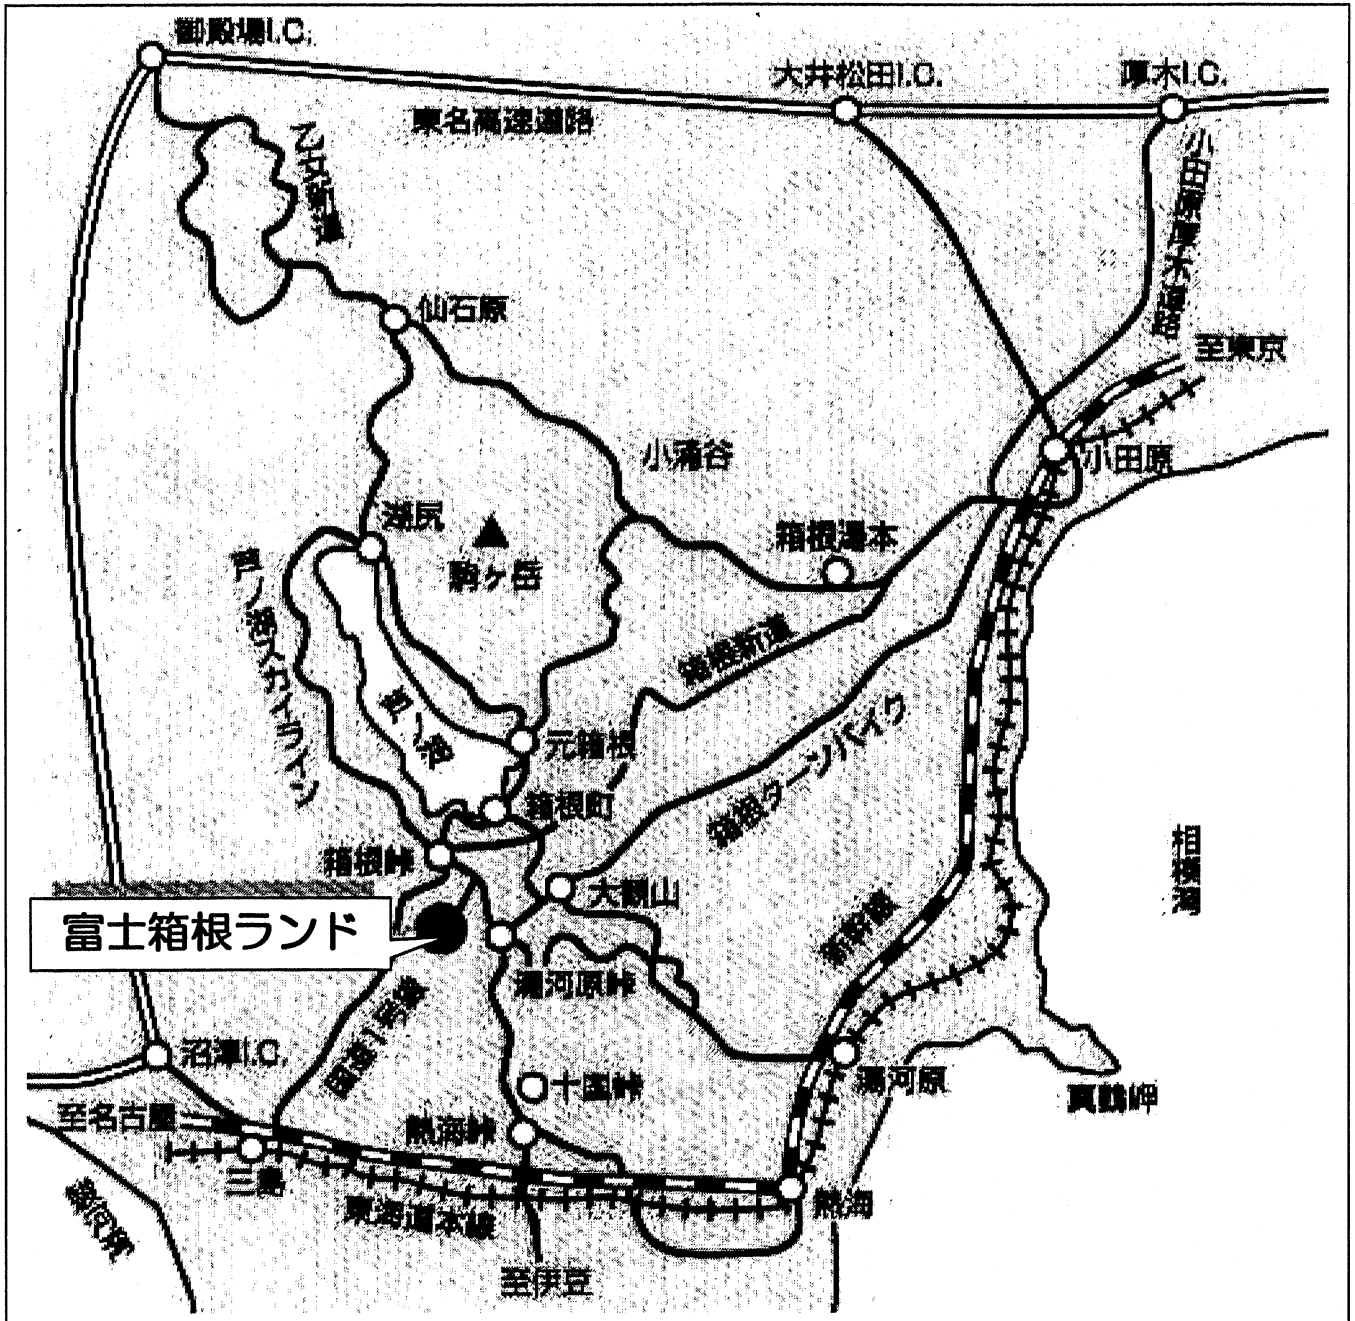 御殿場I.C.
大井松田I.C.
厚木I.C.
東名高速道路
乙女街道
小田原厚木道路
至東京
仙石原
小田原
小涌谷
湖尻
箱根湯本
駒ヶ岳
芦ノ湖スカイライン
箱根新道
芦ノ湖
元箱根
箱根ターンパイク
箱根町
箱根峠
相模湾
大観山
富士箱根ランド
新幹線
湯河原峠
国道1号線
沼津I.C.
十国峠
湯河原
真鶴岬
至名古屋
熱海峠
三島
駿河湾
東海道本線
熱海
至伊豆